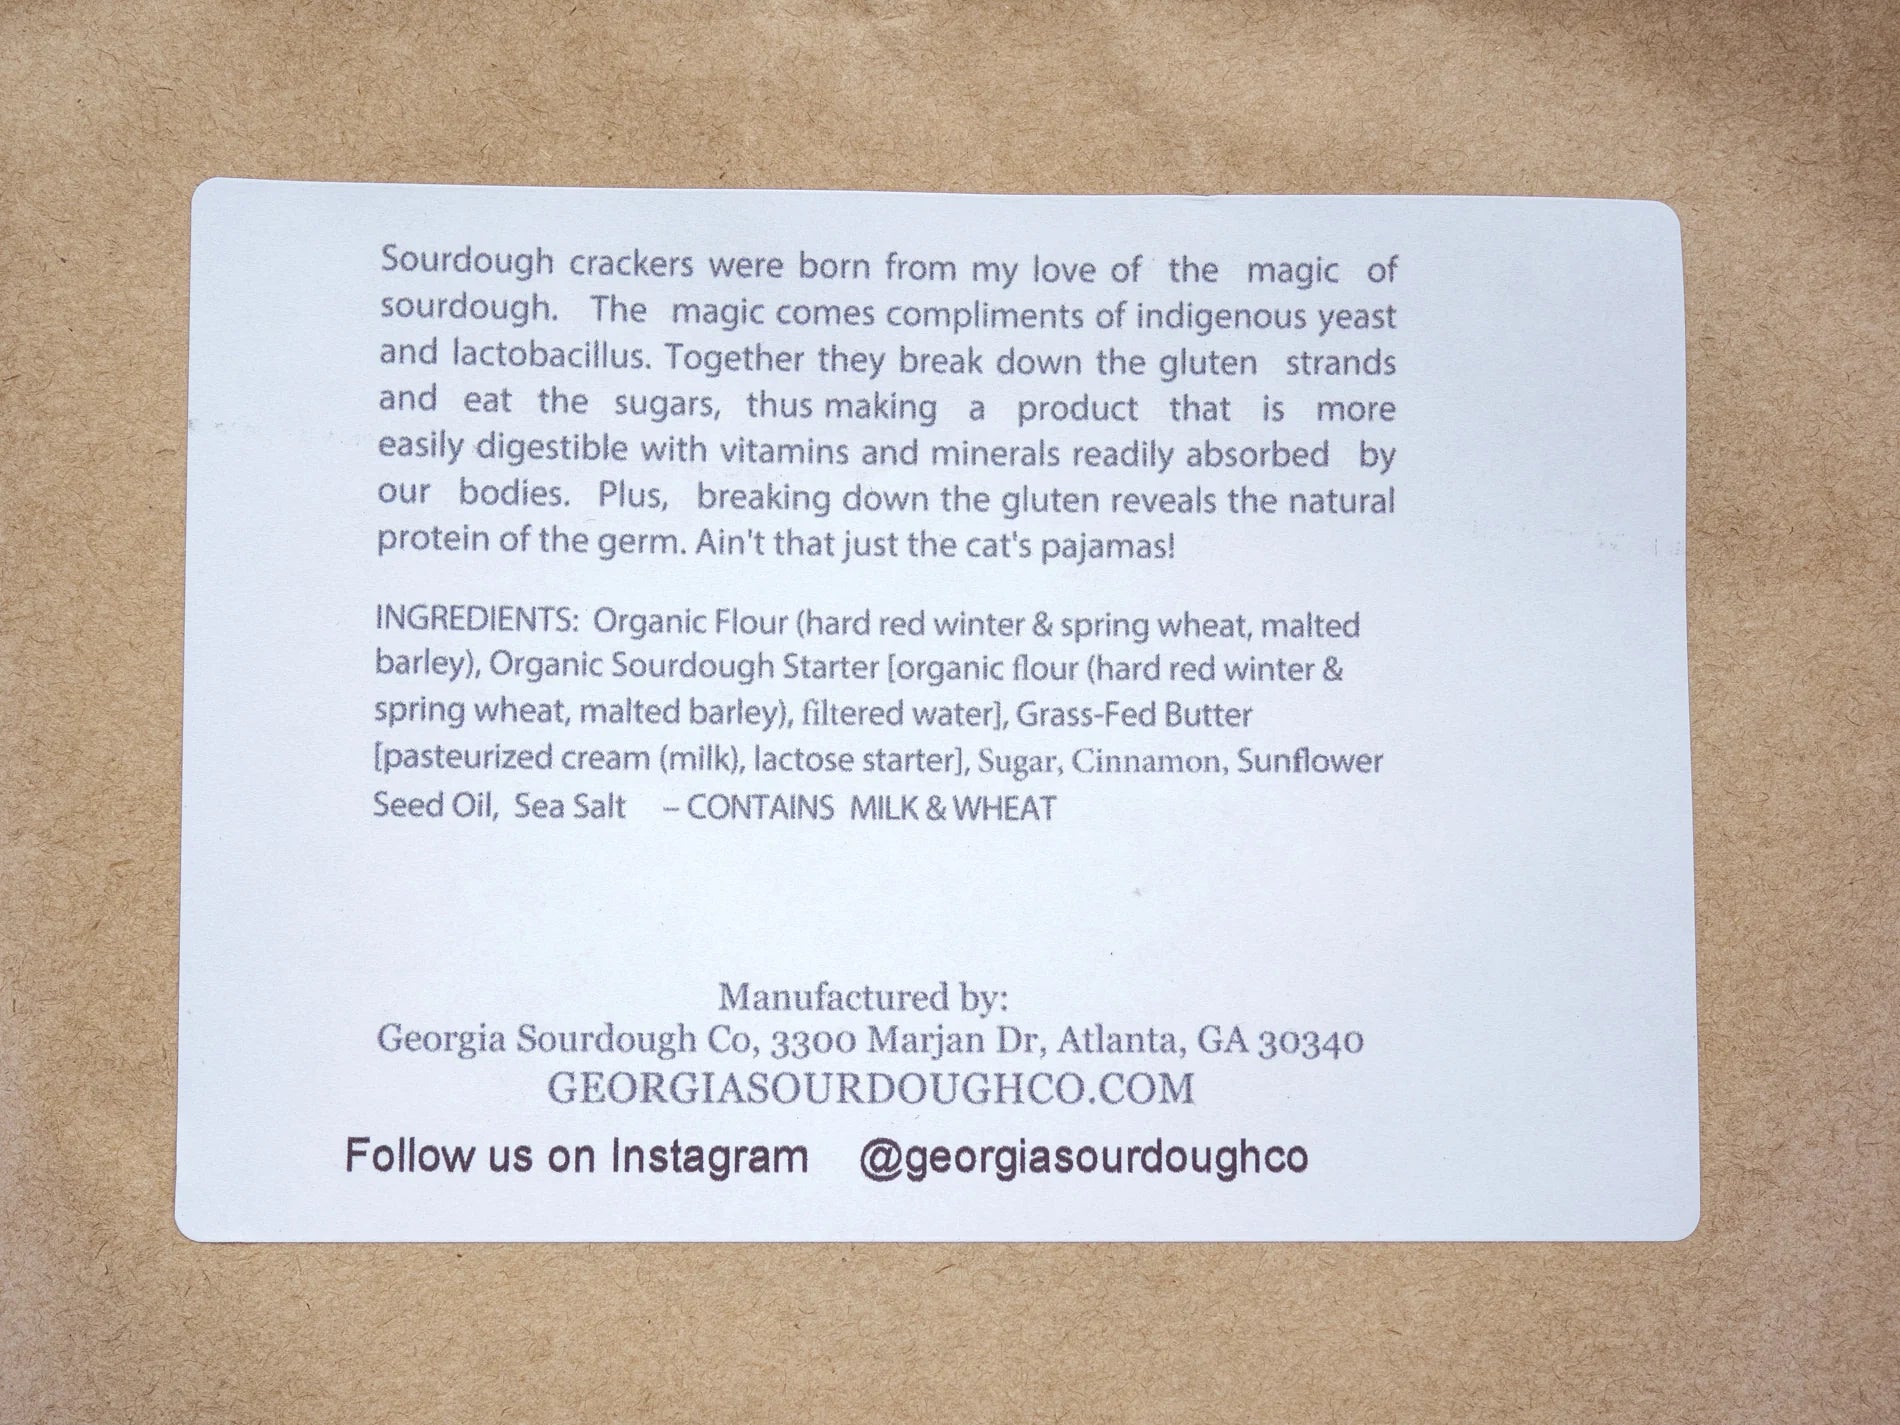 Sourdough crackers were born from my love of the magic of
sourdough. The magic comes compliments of indigenous yeast
and lactobacillus. Together they break down the gluten strands
and eat the sugars, thus making a product that is more
easily digestible with vitamins and minerals readily absorbed by
our bodies. Plus, breaking down the gluten reveals the natural
protein of the germ. Ain't that just the cat's pajamas!
INGREDIENTS: Organic Flour (hard red winter & spring wheat, malted
barley), Organic Sourdough Starter [organic flour (hard red winter &
spring wheat, malted barley), filtered water], Grass-Fed Butter
[pasteurized cream (milk), lactose starter], Sugar, Cinnamon, Sunflower
Seed Oil, Sea Salt – CONTAINS MILK & WHEAT
Manufactured by:
Georgia Sourdough Co, 3300 Marjan Dr, Atlanta, GA 30340
GEORGIASOURDOUGHCO.COM
Follow us on Instagram @georgiasourdoughco